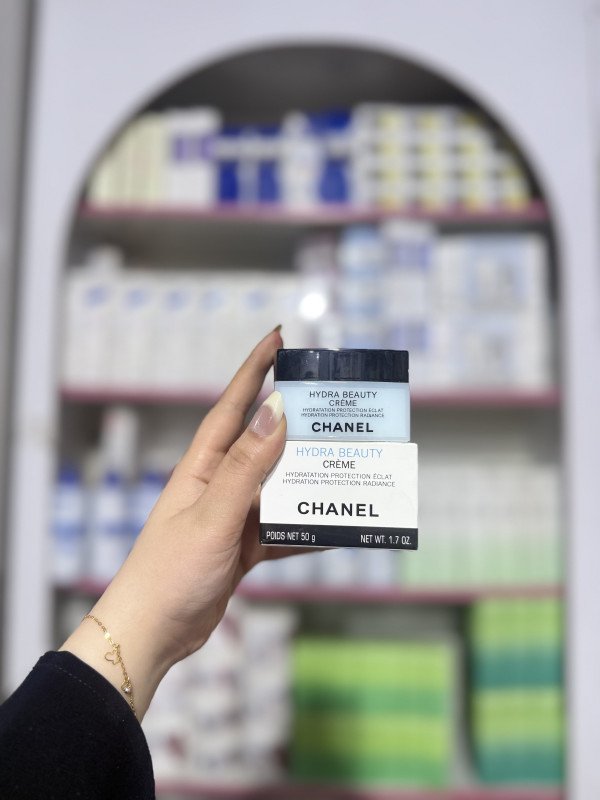 HYDRA BEAUTY
CRÈME
HYDRATATION PROTECTION ÉCLAT
HYDRATION PROTECTION RADIANCE
CHANEL
HYDRA BEAUTY
CRÈME
HYDRATATION PROTECTION ÉCLAT
HYDRATION PROTECTION RADIANCE
CHANEL
POIDS NET 50 g NET WT. 1.7 OZ.